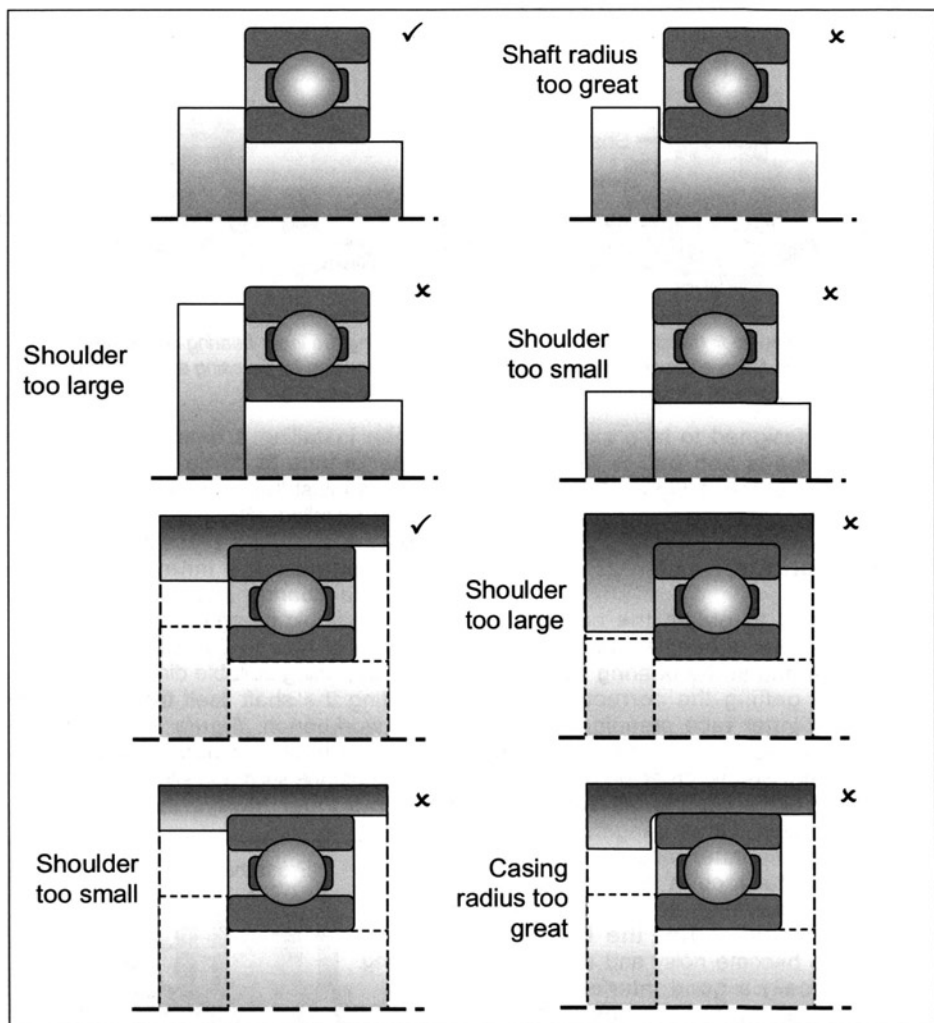 Shaft radius
too great
Shoulder
too large
Shoulder
too small
Shoulder
too large
Shoulder
too small
Casing
radius too
great